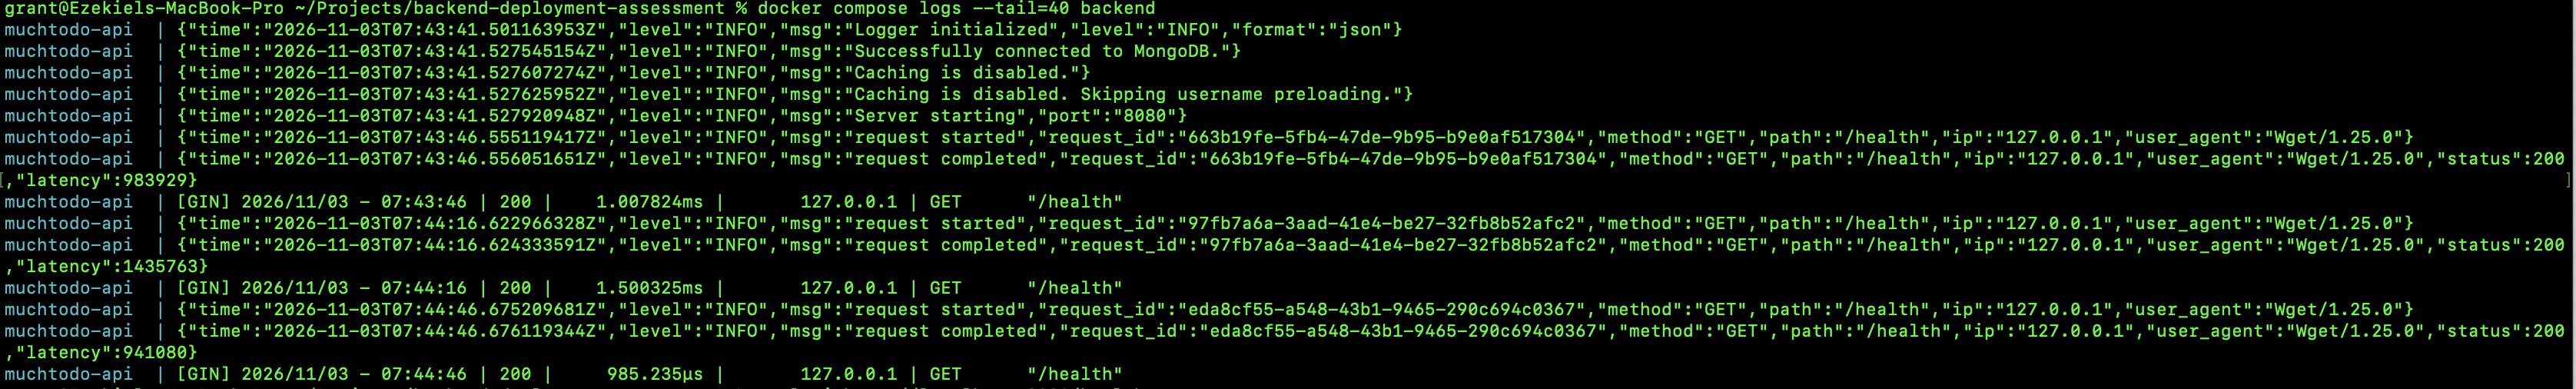 grant@Ezekiels-MacBook-Pro ~/Projects/backend-deployment-assessment % docker compose logs --tail=40 backend
muchtodo-api  | {"time":"2026-11-03T07:43:41.501163953Z","level":"INFO","msg":"Logger initialized","level":"INFO","format":"json"}
muchtodo-api  | {"time":"2026-11-03T07:43:41.527545154Z","level":"INFO","msg":"Successfully connected to MongoDB."}
muchtodo-api  | {"time":"2026-11-03T07:43:41.527607274Z","level":"INFO","msg":"Caching is disabled."}
muchtodo-api  | {"time":"2026-11-03T07:43:41.527625952Z","level":"INFO","msg":"Caching is disabled. Skipping username preloading."}
muchtodo-api  | {"time":"2026-11-03T07:43:41.527920948Z","level":"INFO","msg":"Server starting","port":"8080"}
muchtodo-api  | {"time":"2026-11-03T07:43:46.555119417Z","level":"INFO","msg":"request started","request_id":"663b19fe-5fb4-47de-9b95-b9e0af517304","method":"GET","path":"/health","ip":"127.0.0.1","user_agent":"Wget/1.25.0"}
muchtodo-api  | {"time":"2026-11-03T07:43:46.556051651Z","level":"INFO","msg":"request completed","request_id":"663b19fe-5fb4-47de-9b95-b9e0af517304","method":"GET","path":"/health","ip":"127.0.0.1","user_agent":"Wget/1.25.0","status":200
[,"latency":983929} ]
muchtodo-api  | [GIN] 2026/11/03 - 07:43:46 | 200 |    1.007824ms |       127.0.0.1 | GET      "/health"
muchtodo-api  | {"time":"2026-11-03T07:44:16.622966328Z","level":"INFO","msg":"request started","request_id":"97fb7a6a-3aad-41e4-be27-32fb8b52afc2","method":"GET","path":"/health","ip":"127.0.0.1","user_agent":"Wget/1.25.0"}
muchtodo-api  | {"time":"2026-11-03T07:44:16.624333591Z","level":"INFO","msg":"request completed","request_id":"97fb7a6a-3aad-41e4-be27-32fb8b52afc2","method":"GET","path":"/health","ip":"127.0.0.1","user_agent":"Wget/1.25.0","status":200
,"latency":1435763}
muchtodo-api  | [GIN] 2026/11/03 - 07:44:16 | 200 |    1.500325ms |       127.0.0.1 | GET      "/health"
muchtodo-api  | {"time":"2026-11-03T07:44:46.675209681Z","level":"INFO","msg":"request started","request_id":"eda8cf55-a548-43b1-9465-290c694c0367","method":"GET","path":"/health","ip":"127.0.0.1","user_agent":"Wget/1.25.0"}
muchtodo-api  | {"time":"2026-11-03T07:44:46.676119344Z","level":"INFO","msg":"request completed","request_id":"eda8cf55-a548-43b1-9465-290c694c0367","method":"GET","path":"/health","ip":"127.0.0.1","user_agent":"Wget/1.25.0","status":200
,"latency":941080}
muchtodo-api  | [GIN] 2026/11/03 - 07:44:46 | 200 |     985.235µs |       127.0.0.1 | GET      "/health"